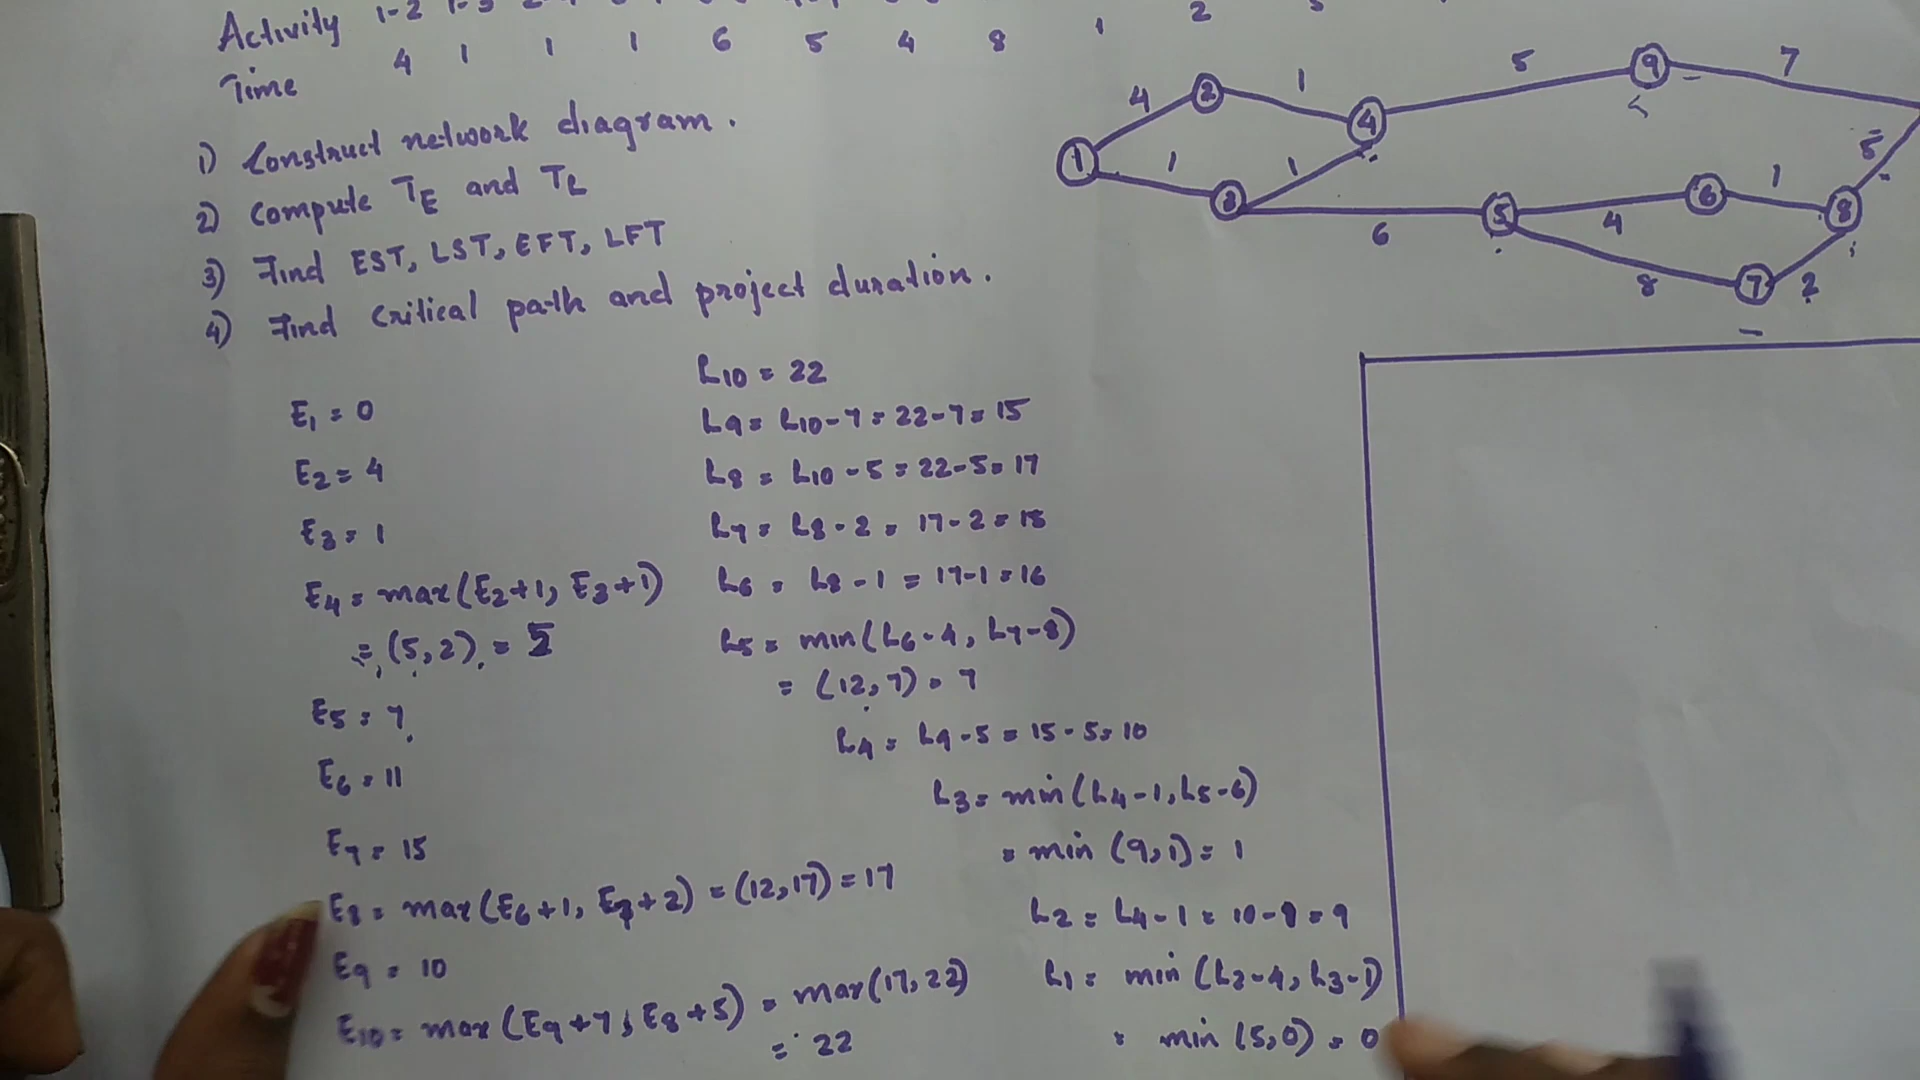 Activity 1-2 1-3
Time 4 1 1 1 6 5 4 8 1 2
1) Construct network diagram.
2) Compute TE and TL
3) Find EST, LST, EFT, LFT
4) Find Critical path and project duration.
E1 = 0
E2 = 4
E3 = 1
E4 = max(E2+1, E3+1)
= (5,2) = 5
E5 = 7
E6 = 11
E7 = 15
E8 = max(E6+1, E7+2) = (12,17) = 17
E9 = 10
E10 = max(E9+7, E8+5) = max(17,22)
= 22
L10 = 22
L9 = L10-7 = 22-7 = 15
L8 = L10-5 = 22-5 = 17
L7 = L8-2 = 17-2 = 15
L6 = L8-1 = 17-1 = 16
L5 = min(L6-4, L7-8)
= (12,7) = 7
L4 = L9-5 = 15-5 = 10
L3 = min(L4-1, L5-6)
= min (9,1) = 1
L2 = L4-1 = 10-1 = 9
L1 = min (L2-4, L3-1)
= min (5,0) = 0
5 9 7
4 2 1 4
1 1 1 5
3 6 5 4 6 1 8
8 7 2